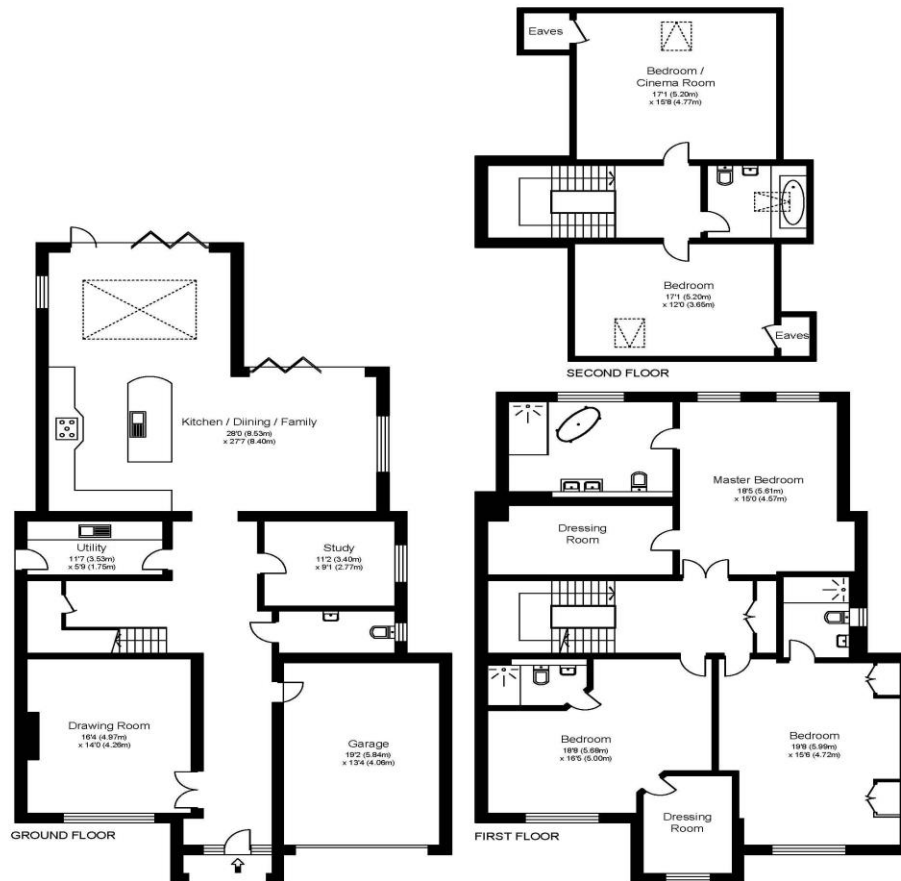 Eaves
Bedroom /
Cinema Room
17'1 (5.20m)
x 15'8 (4.77m)
Bedroom
17'1 (5.20m)
x 12'0 (3.65m)
Eaves
SECOND FLOOR
Kitchen / Diining / Family
28'0 (8.53m)
x 27'7 (8.40m)
Utility
11'7 (3.53m)
x 5'9 (1.75m)
Study
11'2 (3.40m)
x 9'1 (2.77m)
Drawing Room
16'4 (4.97m)
x 14'0 (4.26m)
Garage
19'2 (5.84m)
x 13'4 (4.06m)
GROUND FLOOR
Master Bedroom
18'5 (5.61m)
x 15'0 (4.57m)
Dressing
Room
Bedroom
18'8 (5.68m)
x 16'5 (5.00m)
Bedroom
19'8 (5.99m)
x 15'6 (4.72m)
Dressing
Room
FIRST FLOOR